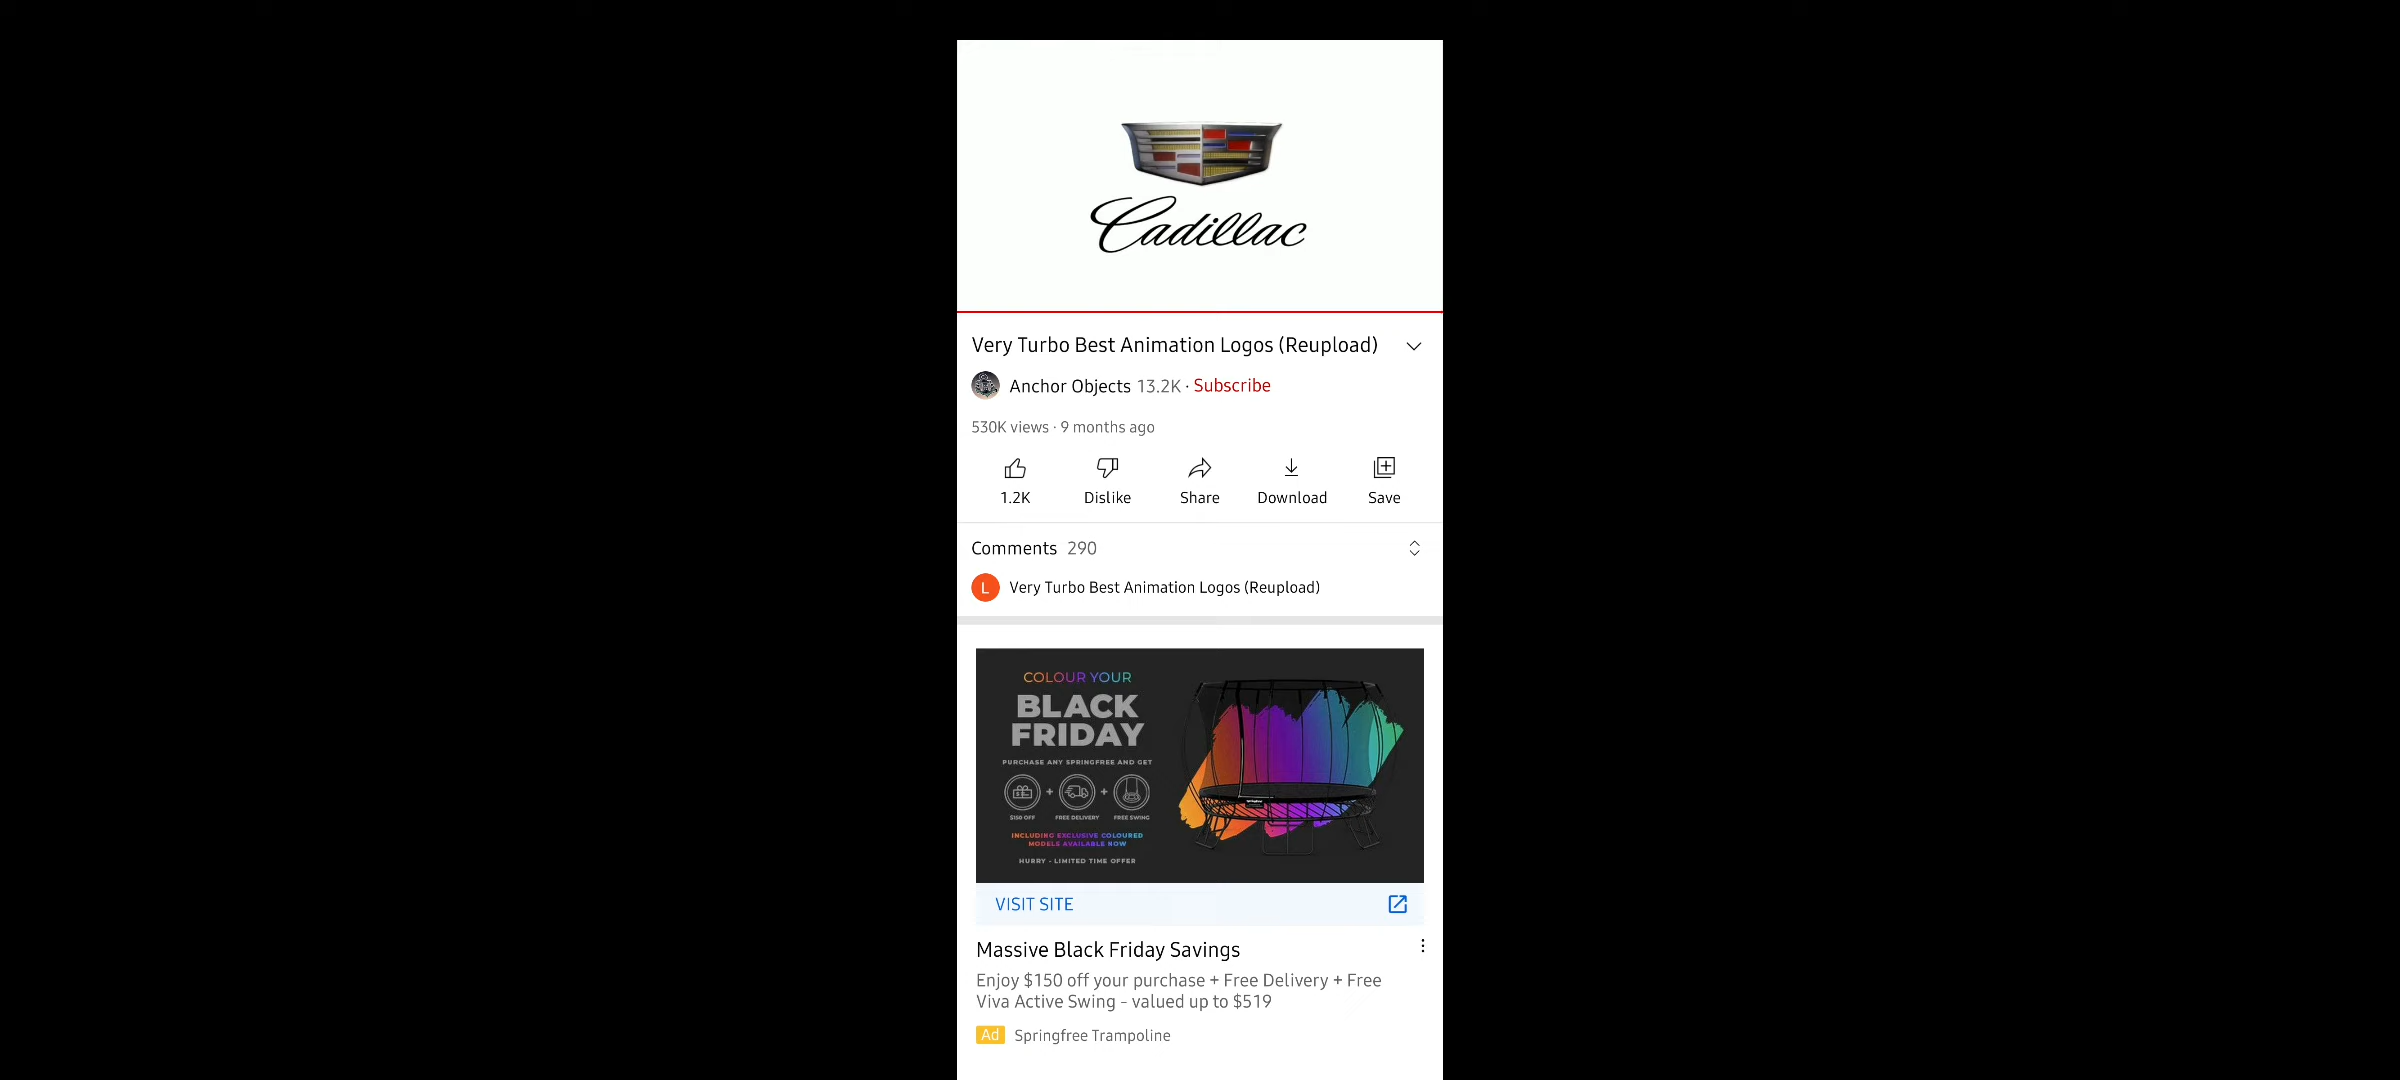 Cadillac
Very Turbo Best Animation Logos (Reupload)
Anchor Objects 13.2K · Subscribe
530K views · 9 months ago
1.2K Dislike Share Download Save
Comments 290
L Very Turbo Best Animation Logos (Reupload)
COLOUR YOUR
BLACK
FRIDAY
PURCHASE ANY SPRINGFREE AND GET
+ +
$150 OFF FREE DELIVERY FREE SWING
INCLUDING EXCLUSIVE COLOURED
MODELS AVAILABLE NOW
HURRY - LIMITED TIME OFFER
VISIT SITE
Massive Black Friday Savings
Enjoy $150 off your purchase + Free Delivery + Free
Viva Active Swing - valued up to $519
Ad Springfree Trampoline